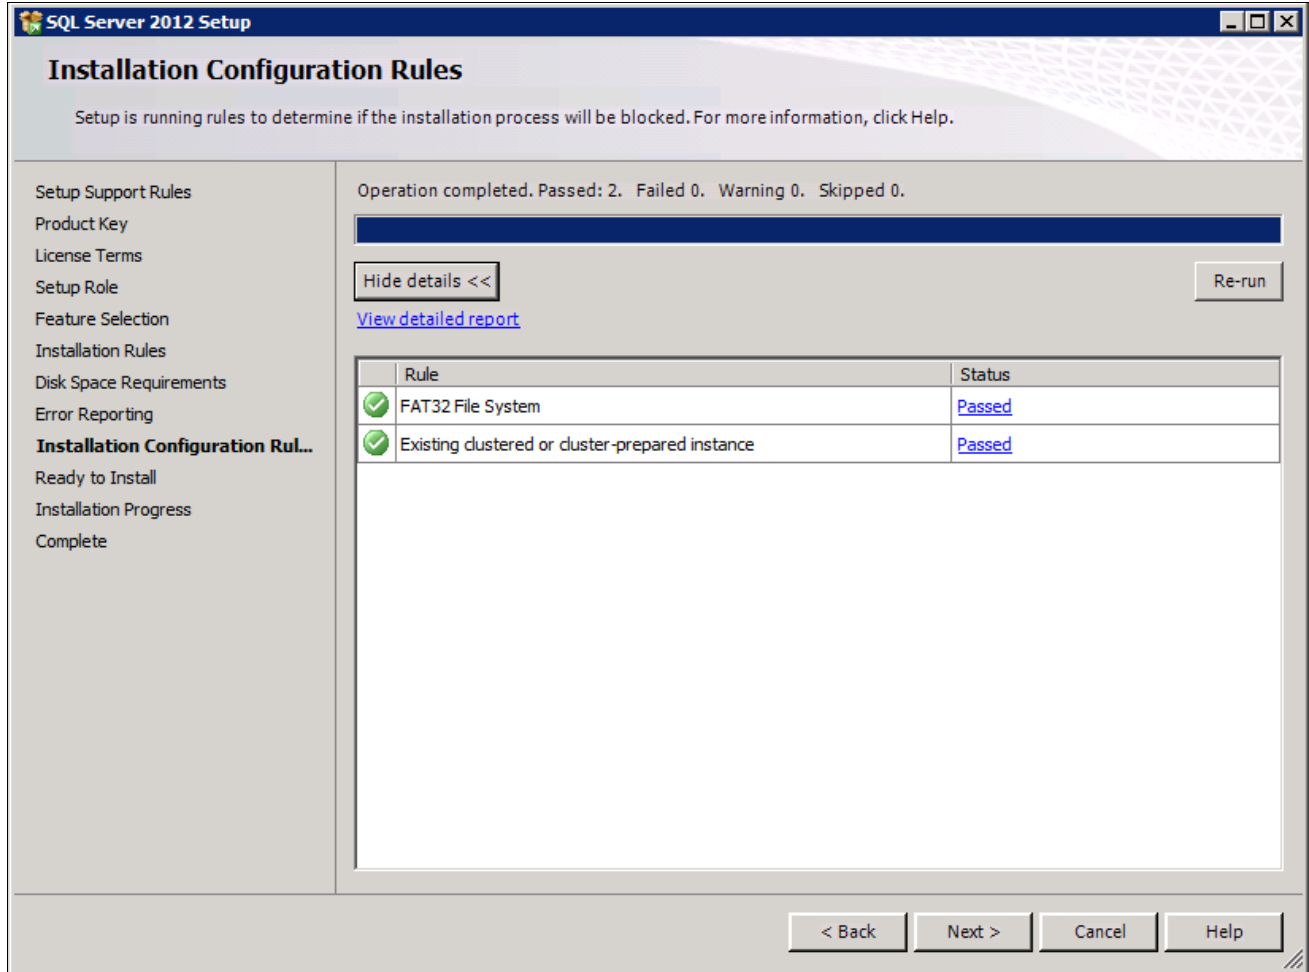 SQL Server 2012 Setup
Installation Configuration Rules
Setup is running rules to determine if the installation process will be blocked. For more information, click Help.
Setup Support Rules
Product Key
License Terms
Setup Role
Feature Selection
Installation Rules
Disk Space Requirements
Error Reporting
Installation Configuration Rul...
Ready to Install
Installation Progress
Complete
Operation completed. Passed: 2. Failed 0. Warning 0. Skipped 0.
Hide details <<
Re-run
View detailed report
Rule Status
FAT32 File System Passed
Existing clustered or cluster-prepared instance Passed
< Back Next > Cancel Help